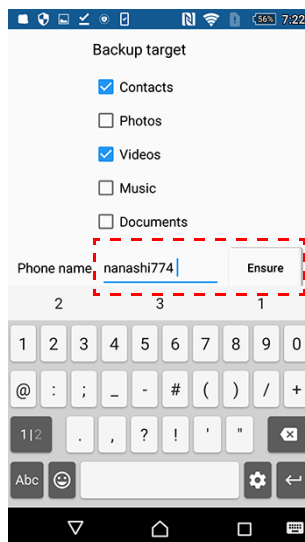 56% 7:22
Backup target
Contacts
Photos
Videos
Music
Documents
Phone name nanashi774 Ensure
2 3 1
1 2 3 4 5 6 7 8 9 0
@ : ; _ - # ( ) / +
1|2 . , ? ! ' "
Abc